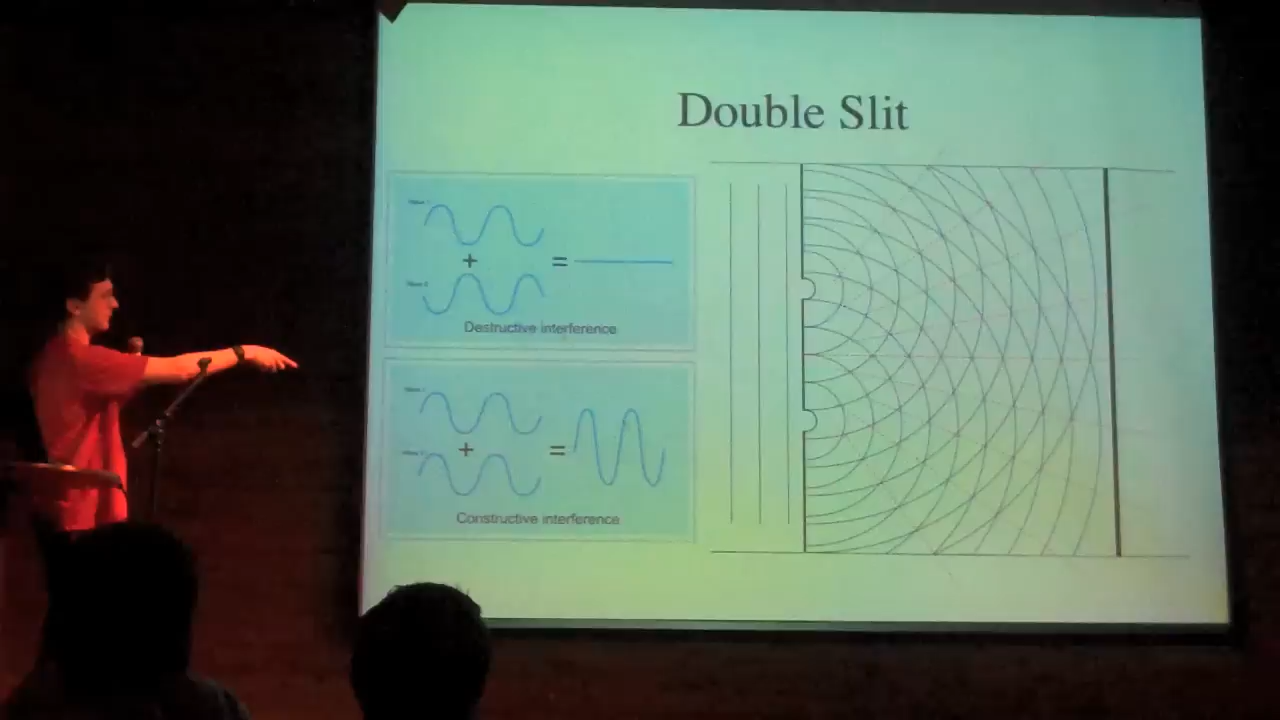 Double Slit
+
=
Destructive interference
+
=
Constructive interference